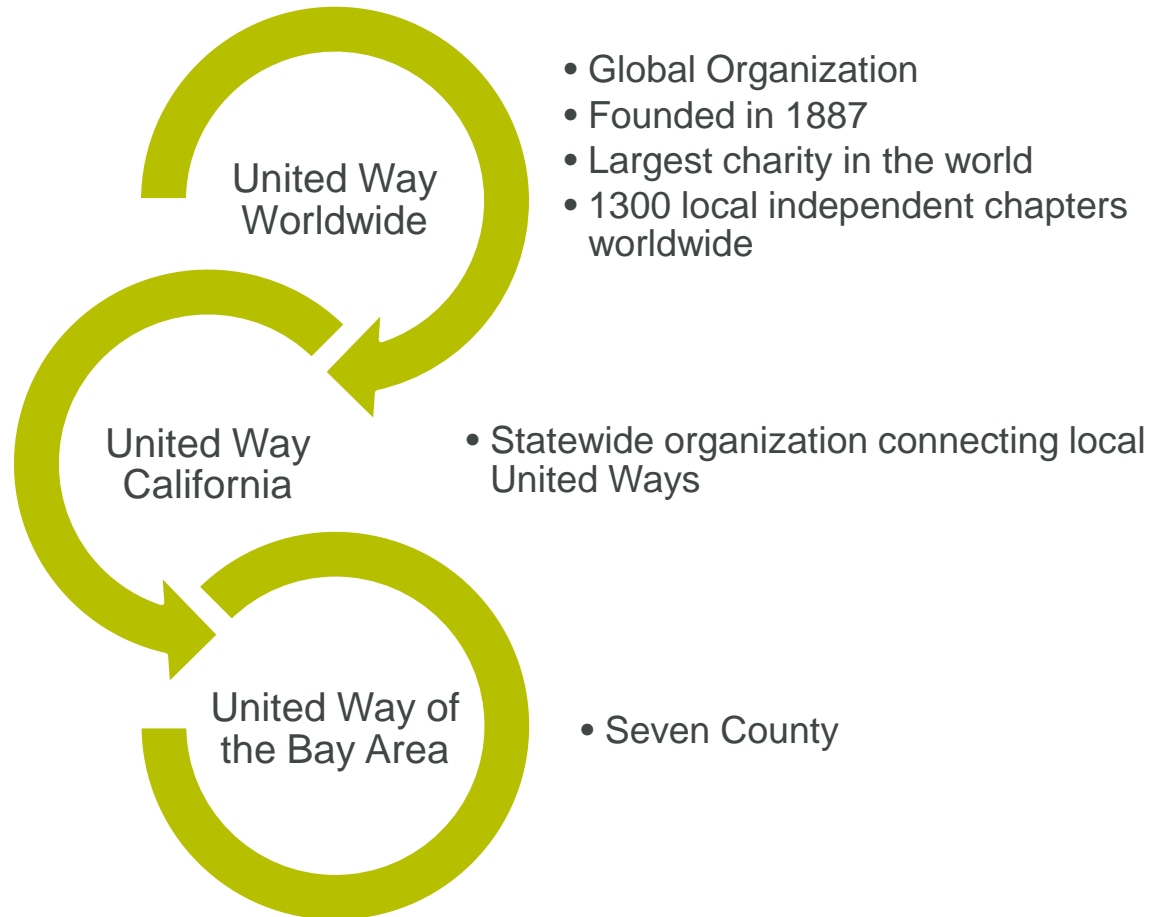 United Way
Worldwide
• Global Organization
• Founded in 1887
• Largest charity in the world
• 1300 local independent chapters
worldwide
United Way
California
• Statewide organization connecting local
United Ways
United Way of
the Bay Area
• Seven County